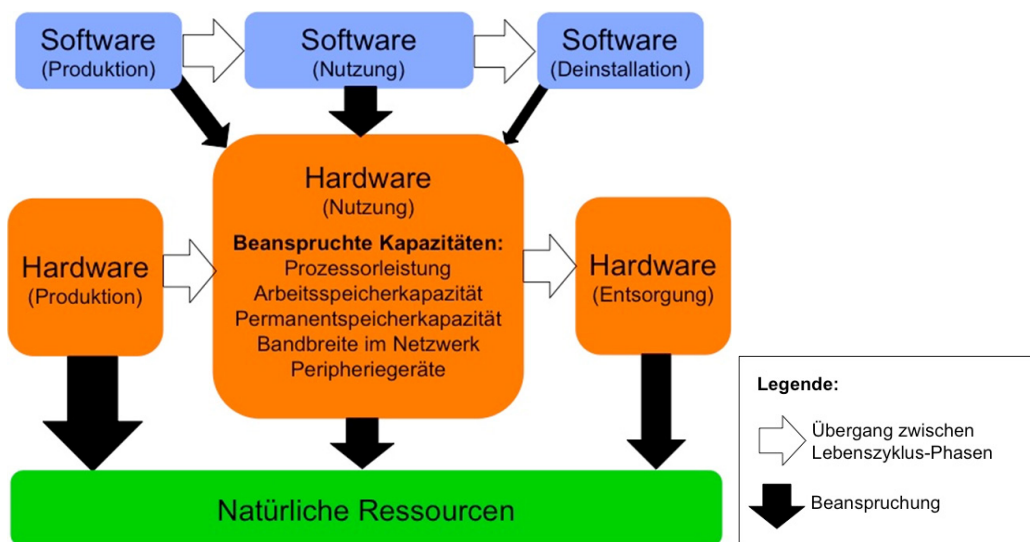 Software
(Produktion)
Software
(Nutzung)
Software
(Deinstallation)
Hardware
(Produktion)
Hardware
(Nutzung)
Beanspruchte Kapazitäten:
Prozessorleistung
Arbeitsspeicherkapazität
Permanentspeicherkapazität
Bandbreite im Netzwerk
Peripheriegeräte
Hardware
(Entsorgung)
Natürliche Ressourcen
Legende:
Übergang zwischen
Lebenszyklus-Phasen
Beanspruchung